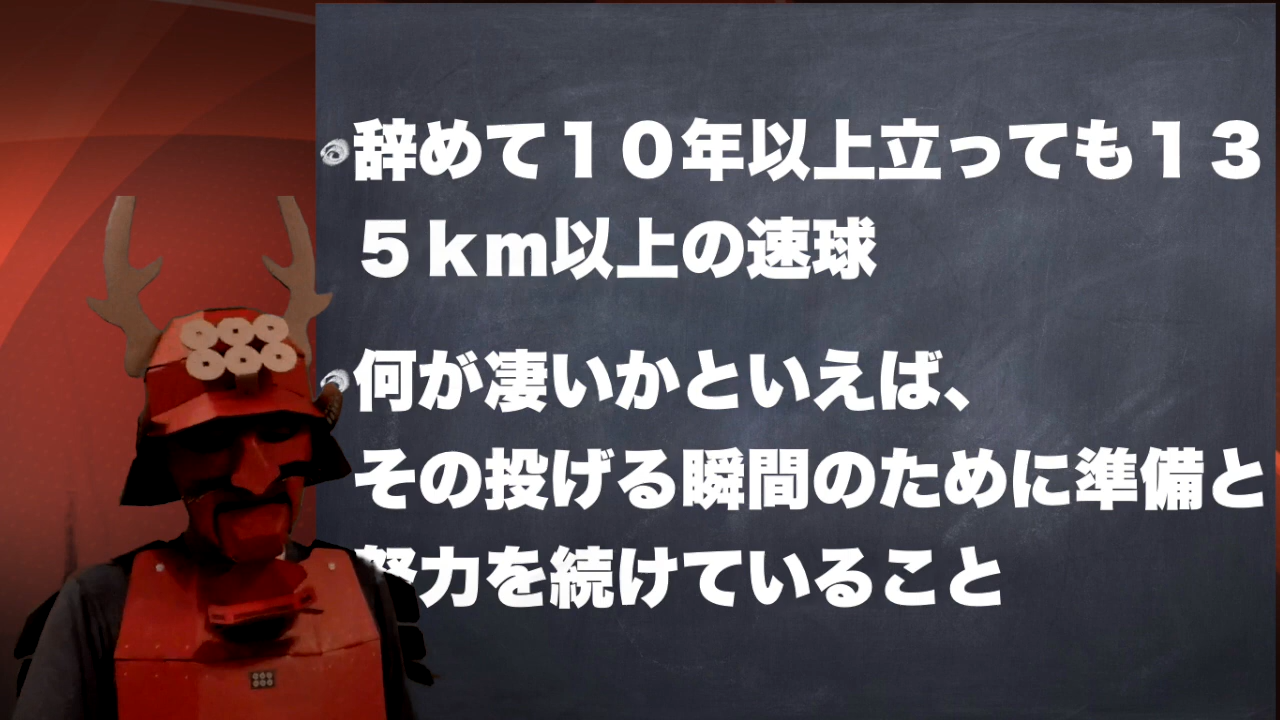 辞めて１０年以上立っても１３
５ｋｍ以上の速球
何が凄いかといえば、
その投げる瞬間のために準備と
努力を続けていること